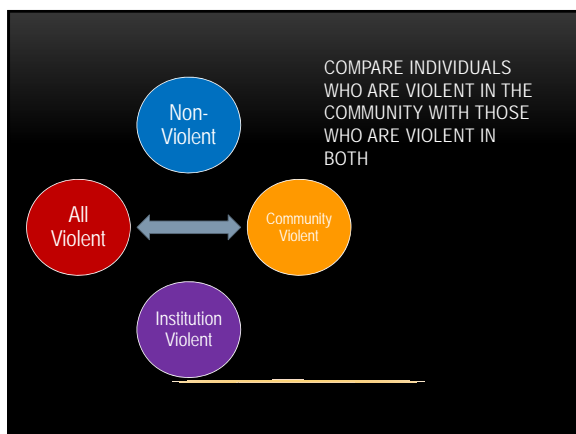 COMPARE INDIVIDUALS
WHO ARE VIOLENT IN THE
COMMUNITY WITH THOSE
WHO ARE VIOLENT IN
BOTH
Non-
Violent
All
Violent
Community
Violent
Institution
Violent